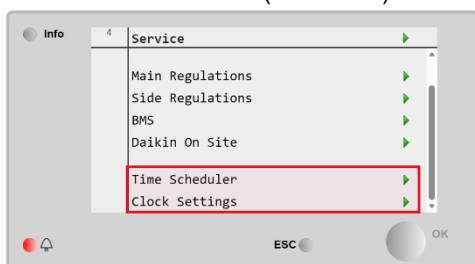 Info
4 Service
Main Regulations
Side Regulations
BMS
Daikin On Site
Time Scheduler
Clock Settings
ESC
OK